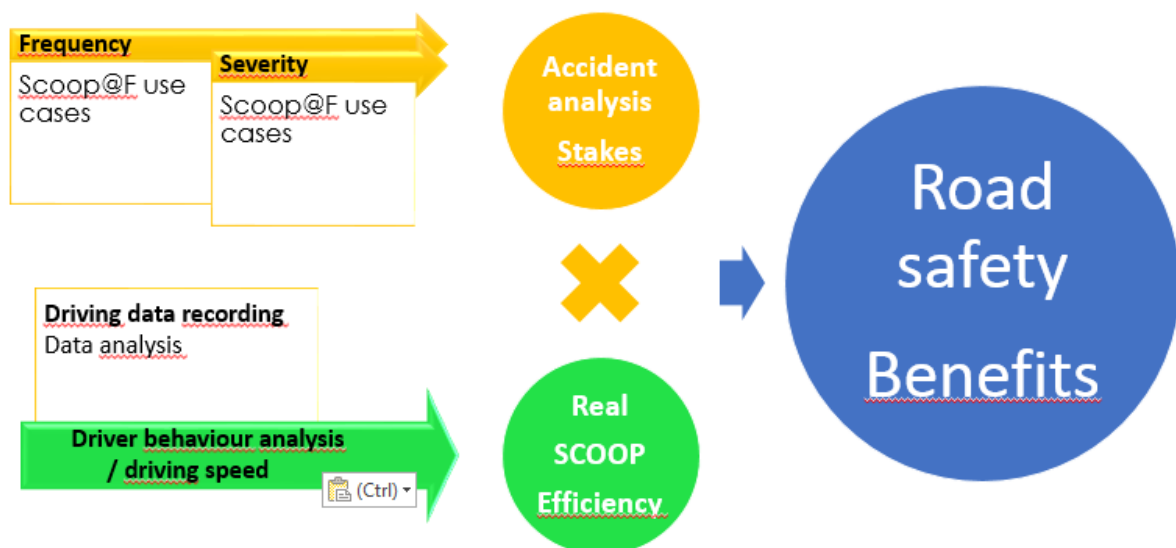 Frequency
Scoop@F use
cases
Severity
Scoop@F use
cases
Accident
analysis
Stakes
Road
safety
Benefits
Driving data recording
Data analysis
Driver behaviour analysis
/ driving speed
(Ctrl)
Real
SCOOP
Efficiency